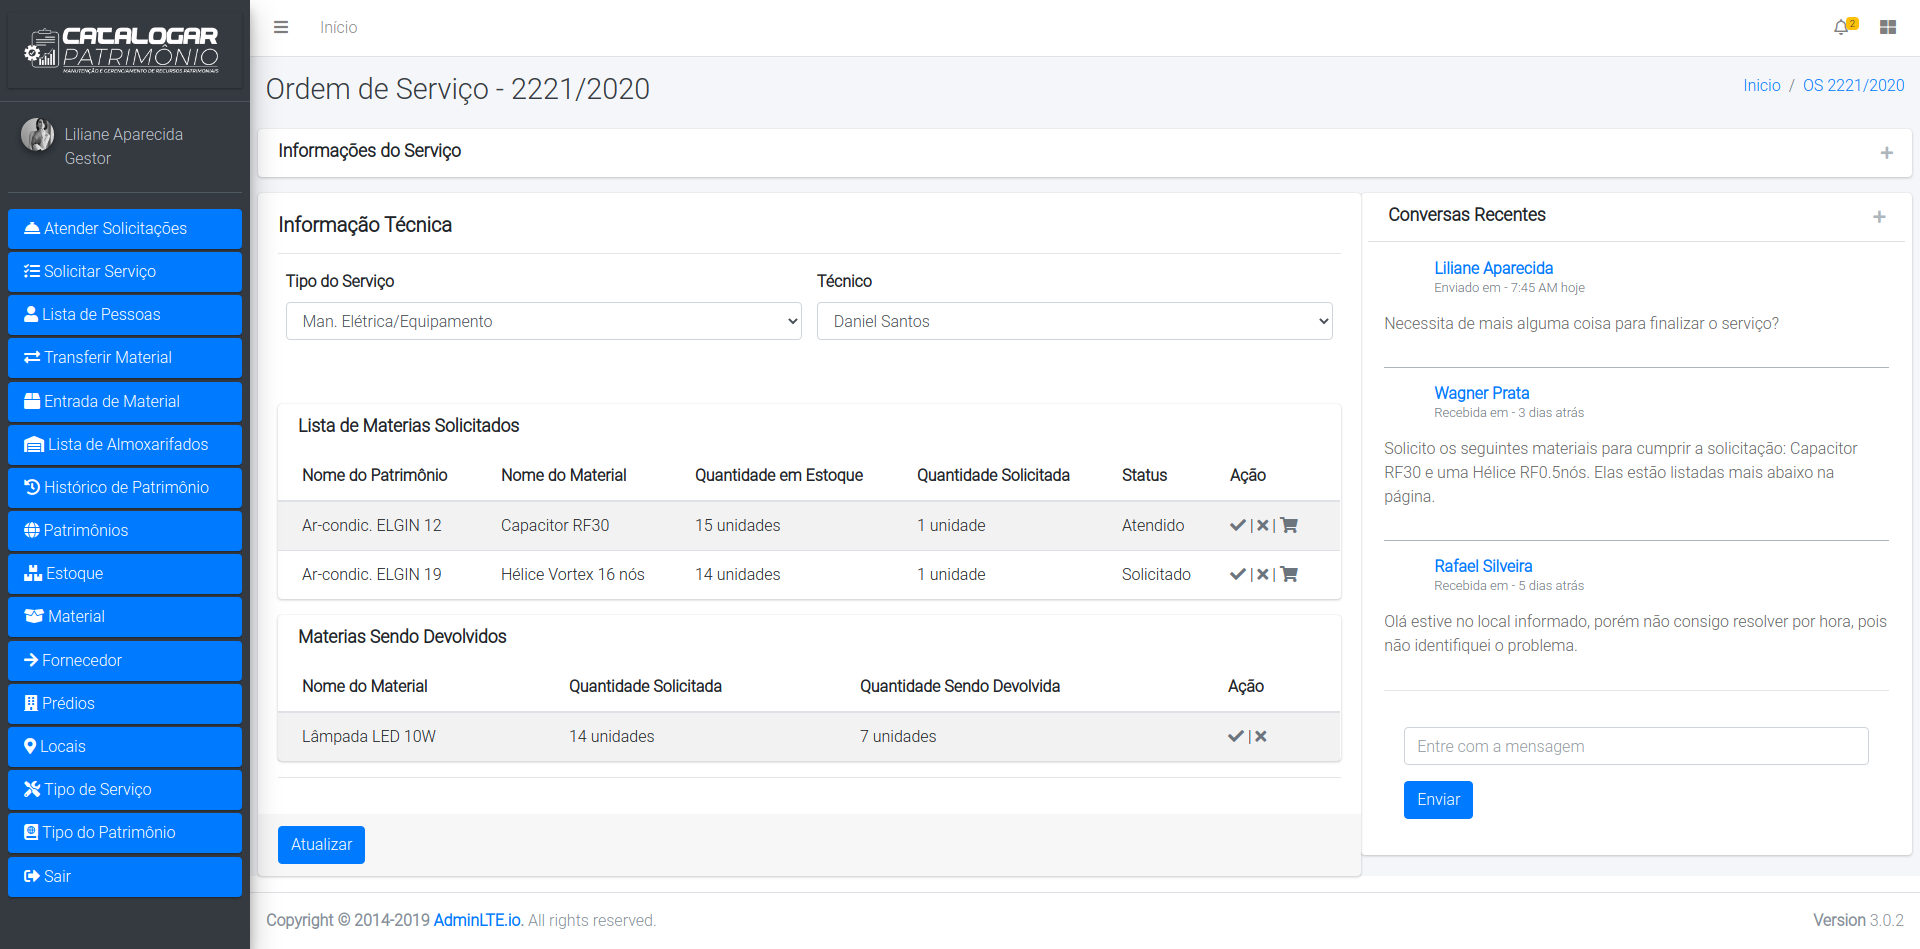 CATALOGAR
PATRIMÔNIO
MANUTENÇÃO E GERENCIAMENTO DE RECURSOS PATRIMONIAIS
Liliane Aparecida
Gestor
Atender Solicitações
Solicitar Serviço
Lista de Pessoas
Transferir Material
Entrada de Material
Lista de Almoxarifados
Histórico de Patrimônio
Patrimônios
Estoque
Material
Fornecedor
Prédios
Locais
Tipo de Serviço
Tipo do Patrimônio
Sair
Início
2
Ordem de Serviço - 2221/2020
Inicio / OS 2221/2020
Informações do Serviço
Informação Técnica
Tipo do Serviço Técnico
Man. Elétrica/Equipamento Daniel Santos
Lista de Materias Solicitados
Nome do Patrimônio Nome do Material Quantidade em Estoque Quantidade Solicitada Status Ação
Ar-condic. ELGIN 12 Capacitor RF30 15 unidades 1 unidade Atendido | |
Ar-condic. ELGIN 19 Hélice Vortex 16 nós 14 unidades 1 unidade Solicitado | |
Materias Sendo Devolvidos
Nome do Material Quantidade Solicitada Quantidade Sendo Devolvida Ação
Lâmpada LED 10W 14 unidades 7 unidades |
Atualizar
Conversas Recentes
Liliane Aparecida
Enviado em - 7:45 AM hoje
Necessita de mais alguma coisa para finalizar o serviço?
Wagner Prata
Recebida em - 3 dias atrás
Solicito os seguintes materiais para cumprir a solicitação: Capacitor
RF30 e uma Hélice RF0.5nós. Elas estão listadas mais abaixo na
página.
Rafael Silveira
Recebida em - 5 dias atrás
Olá estive no local informado, porém não consigo resolver por hora, pois
não identifiquei o problema.
Entre com a mensagem
Enviar
Copyright © 2014-2019 AdminLTE.io. All rights reserved.
Version 3.0.2